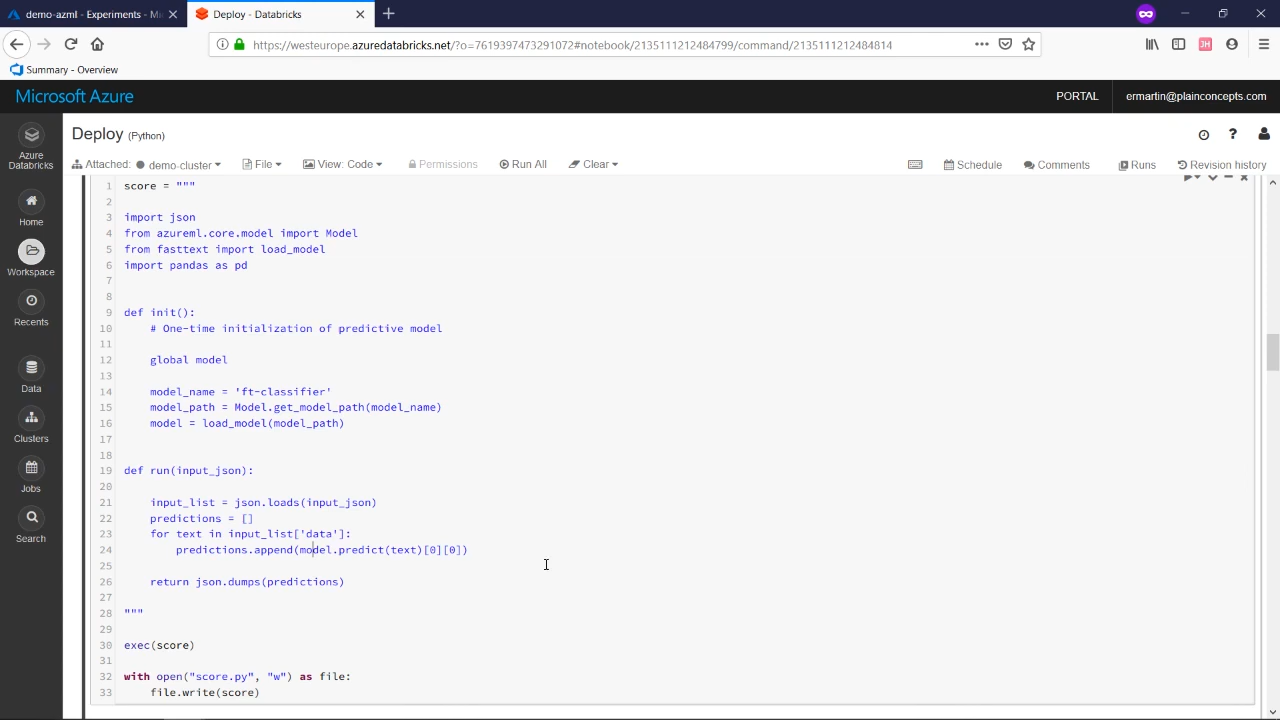 demo-azml - Experiments - Mi
Deploy - Databricks
https://westeurope.azuredatabricks.net/?o=7619397473291072#notebook/2135111212484799/command/2135111212484814
Summary - Overview
Microsoft Azure
PORTAL
ermartin@plainconcepts.com
Azure
Databricks
Home
Workspace
Recents
Data
Clusters
Jobs
Search
Deploy (Python)
Attached: demo-cluster
File
View: Code
Permissions
Run All
Clear
Schedule
Comments
Runs
Revision history
1 score = """
2
3 import json
4 from azureml.core.model import Model
5 from fasttext import load_model
6 import pandas as pd
7
8
9 def init():
10 # One-time initialization of predictive model
11
12 global model
13
14 model_name = 'ft-classifier'
15 model_path = Model.get_model_path(model_name)
16 model = load_model(model_path)
17
18
19 def run(input_json):
20
21 input_list = json.loads(input_json)
22 predictions = []
23 for text in input_list['data']:
24 predictions.append(model.predict(text)[0][0])
25
26 return json.dumps(predictions)
27
28 """
29
30 exec(score)
31
32 with open("score.py", "w") as file:
33 file.write(score)